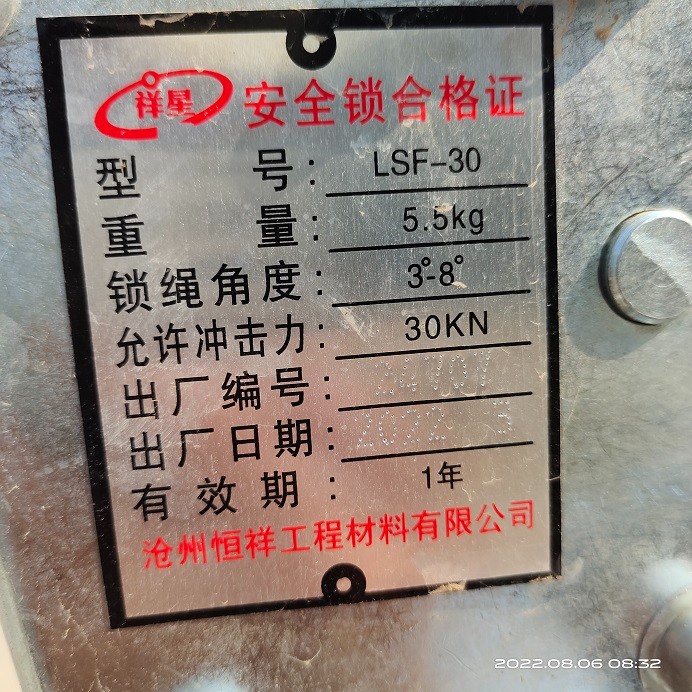 祥星 安全锁合格证
型号: LSF-30
重量: 5.5kg
锁绳角度: 3°-8°
允许冲击力: 30KN
出厂编号: 24707
出厂日期: 2022 3
有效期: 1年
沧州恒祥工程材料有限公司
2022.08.06 08:32